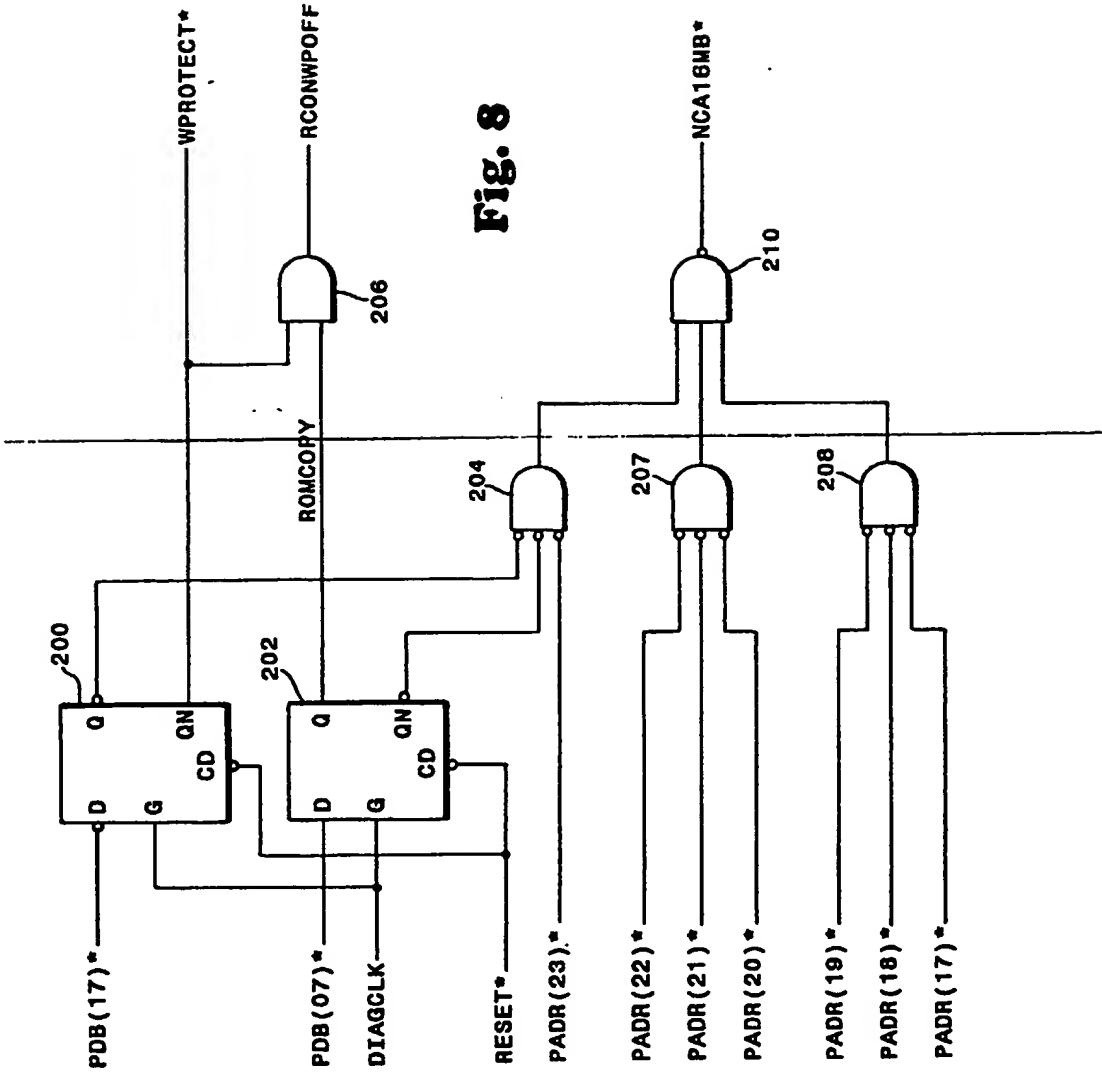 PDB(17)*
D
Q
200
G
QN
CD
WPROTECT*
PDB(07)*
D
Q
202
G
QN
CD
DIAGCLK
RESET*
ROMCOPY
206
RCONWPOFF
PADR(23)*
204
PADR(22)*
PADR(21)*
PADR(20)*
207
PADR(19)*
PADR(18)*
PADR(17)*
208
210
NCA16MB*
Fig. 8